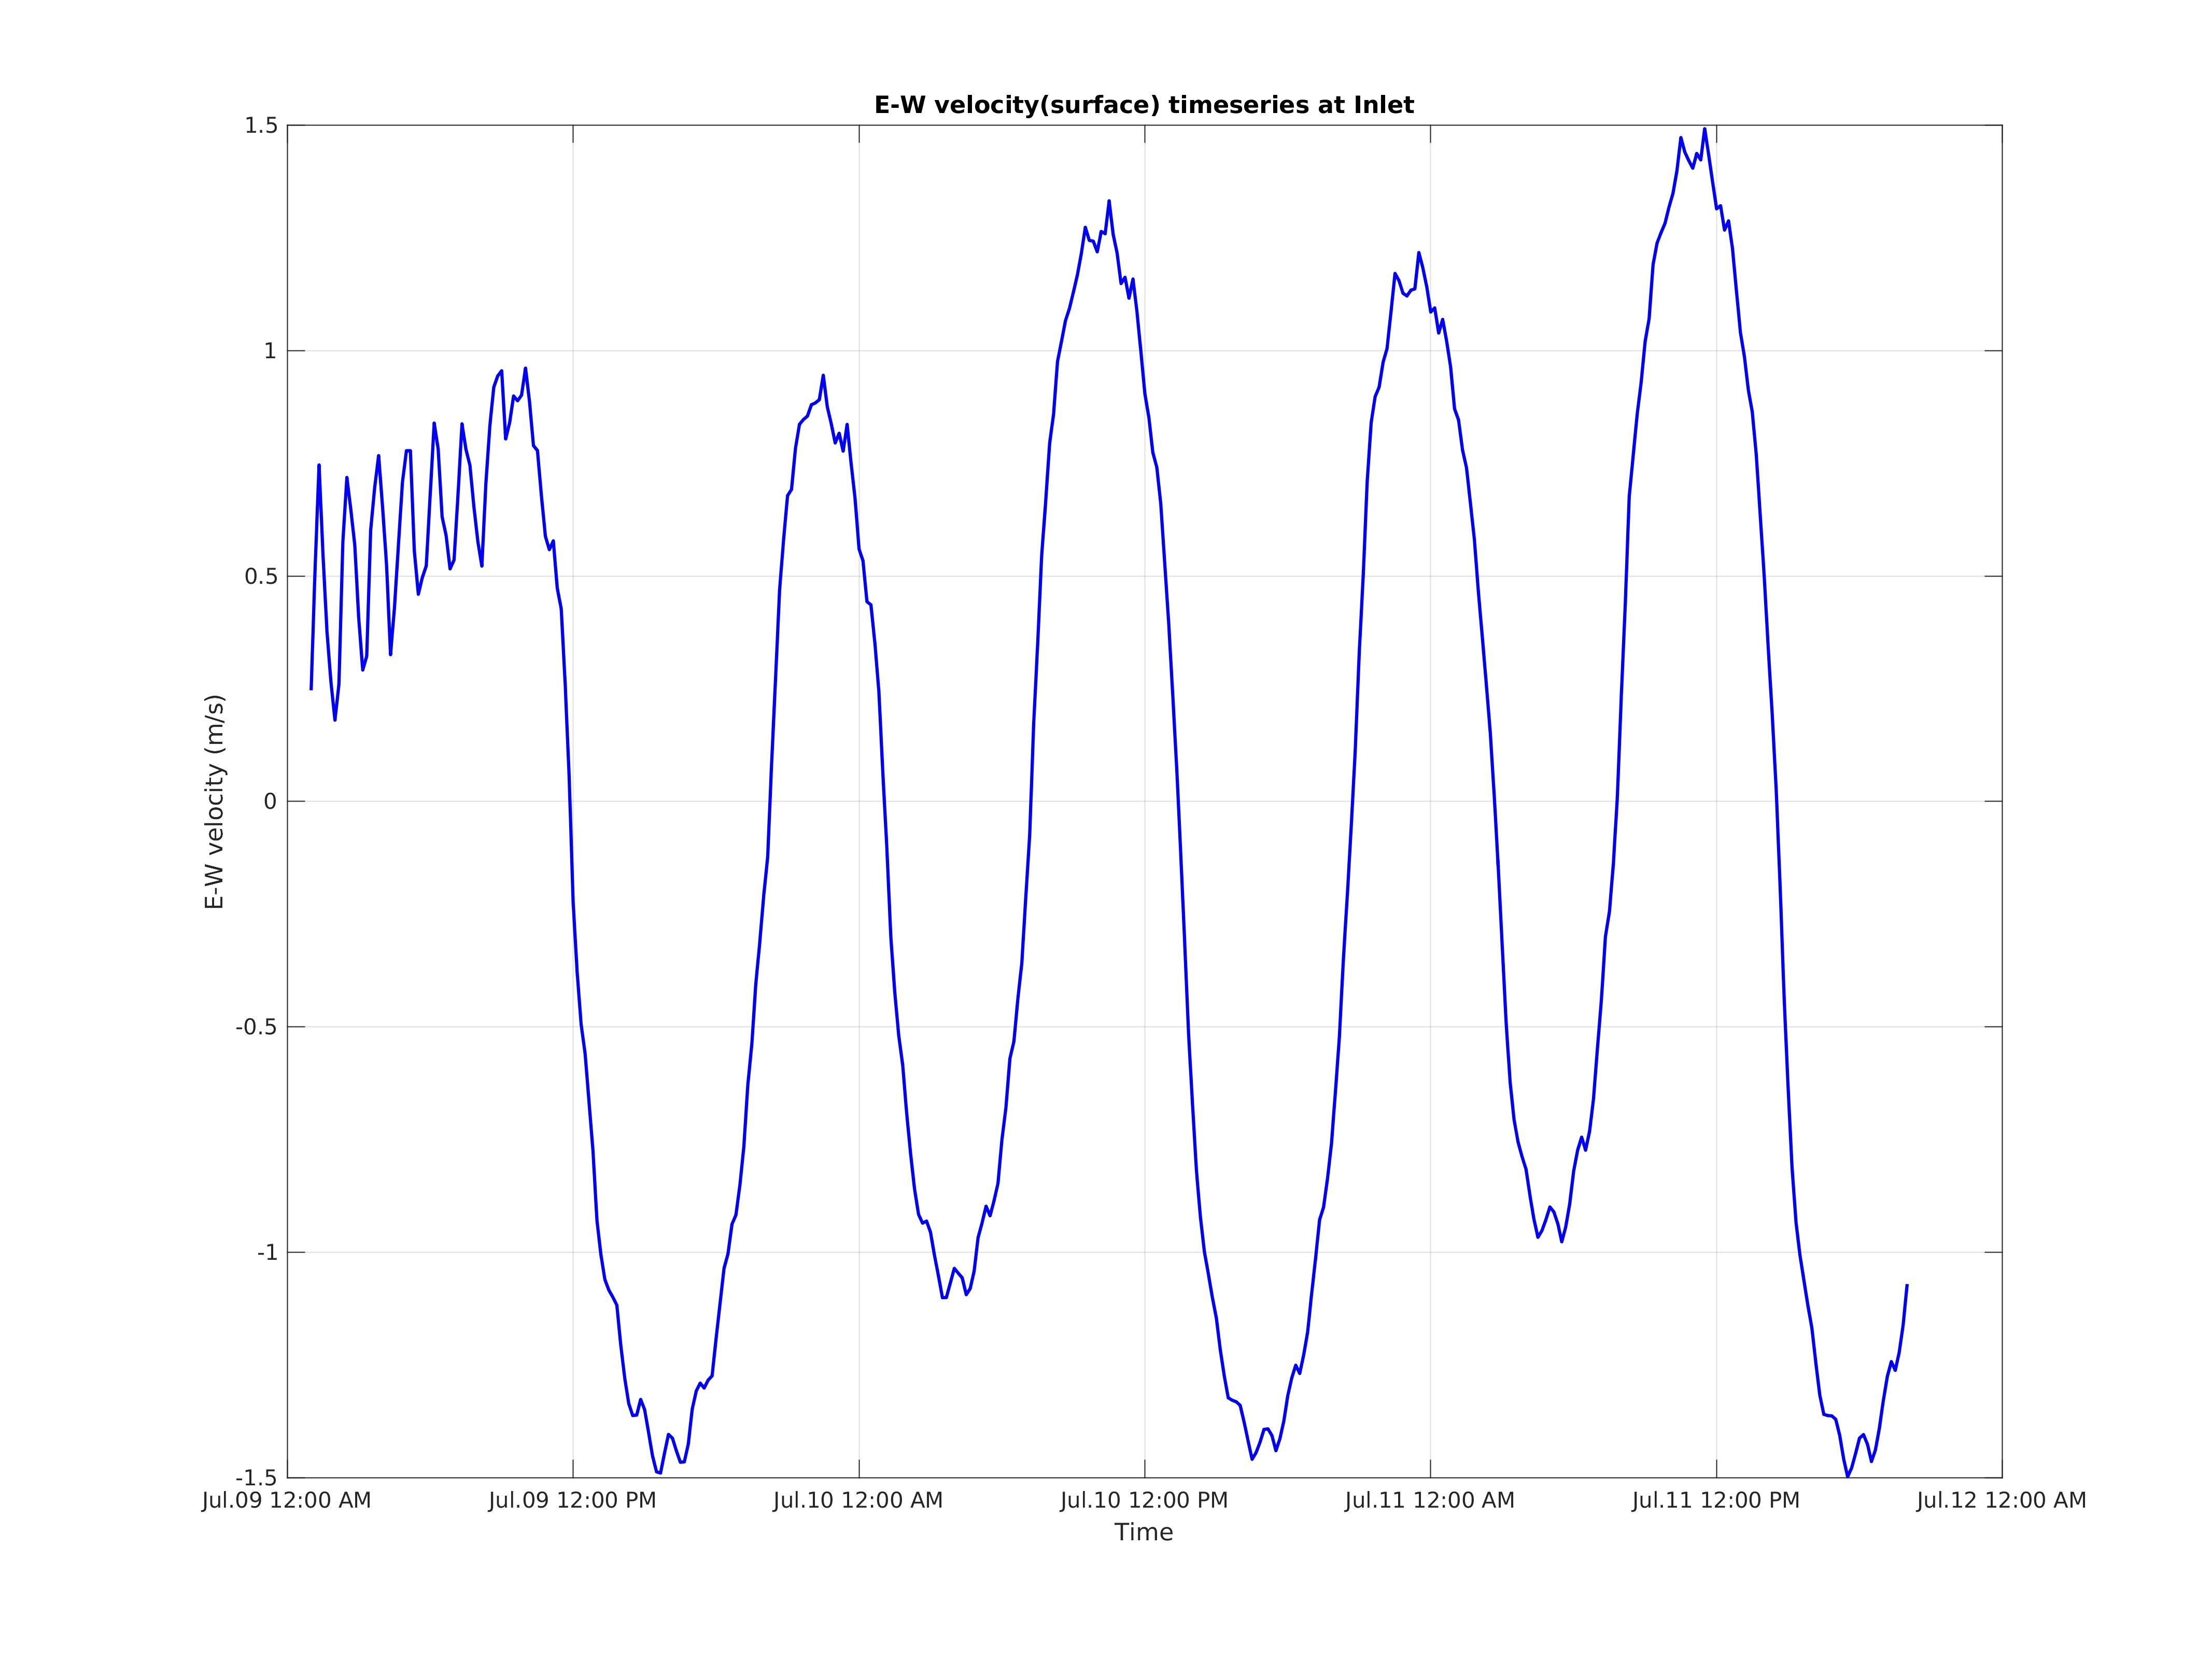 E-W velocity(surface) timeseries at Inlet
1.5
1
0.5
0
-0.5
-1
-1.5
E-W velocity (m/s)
Jul.09 12:00 AM
Jul.09 12:00 PM
Jul.10 12:00 AM
Jul.10 12:00 PM
Jul.11 12:00 AM
Jul.11 12:00 PM
Jul.12 12:00 AM
Time